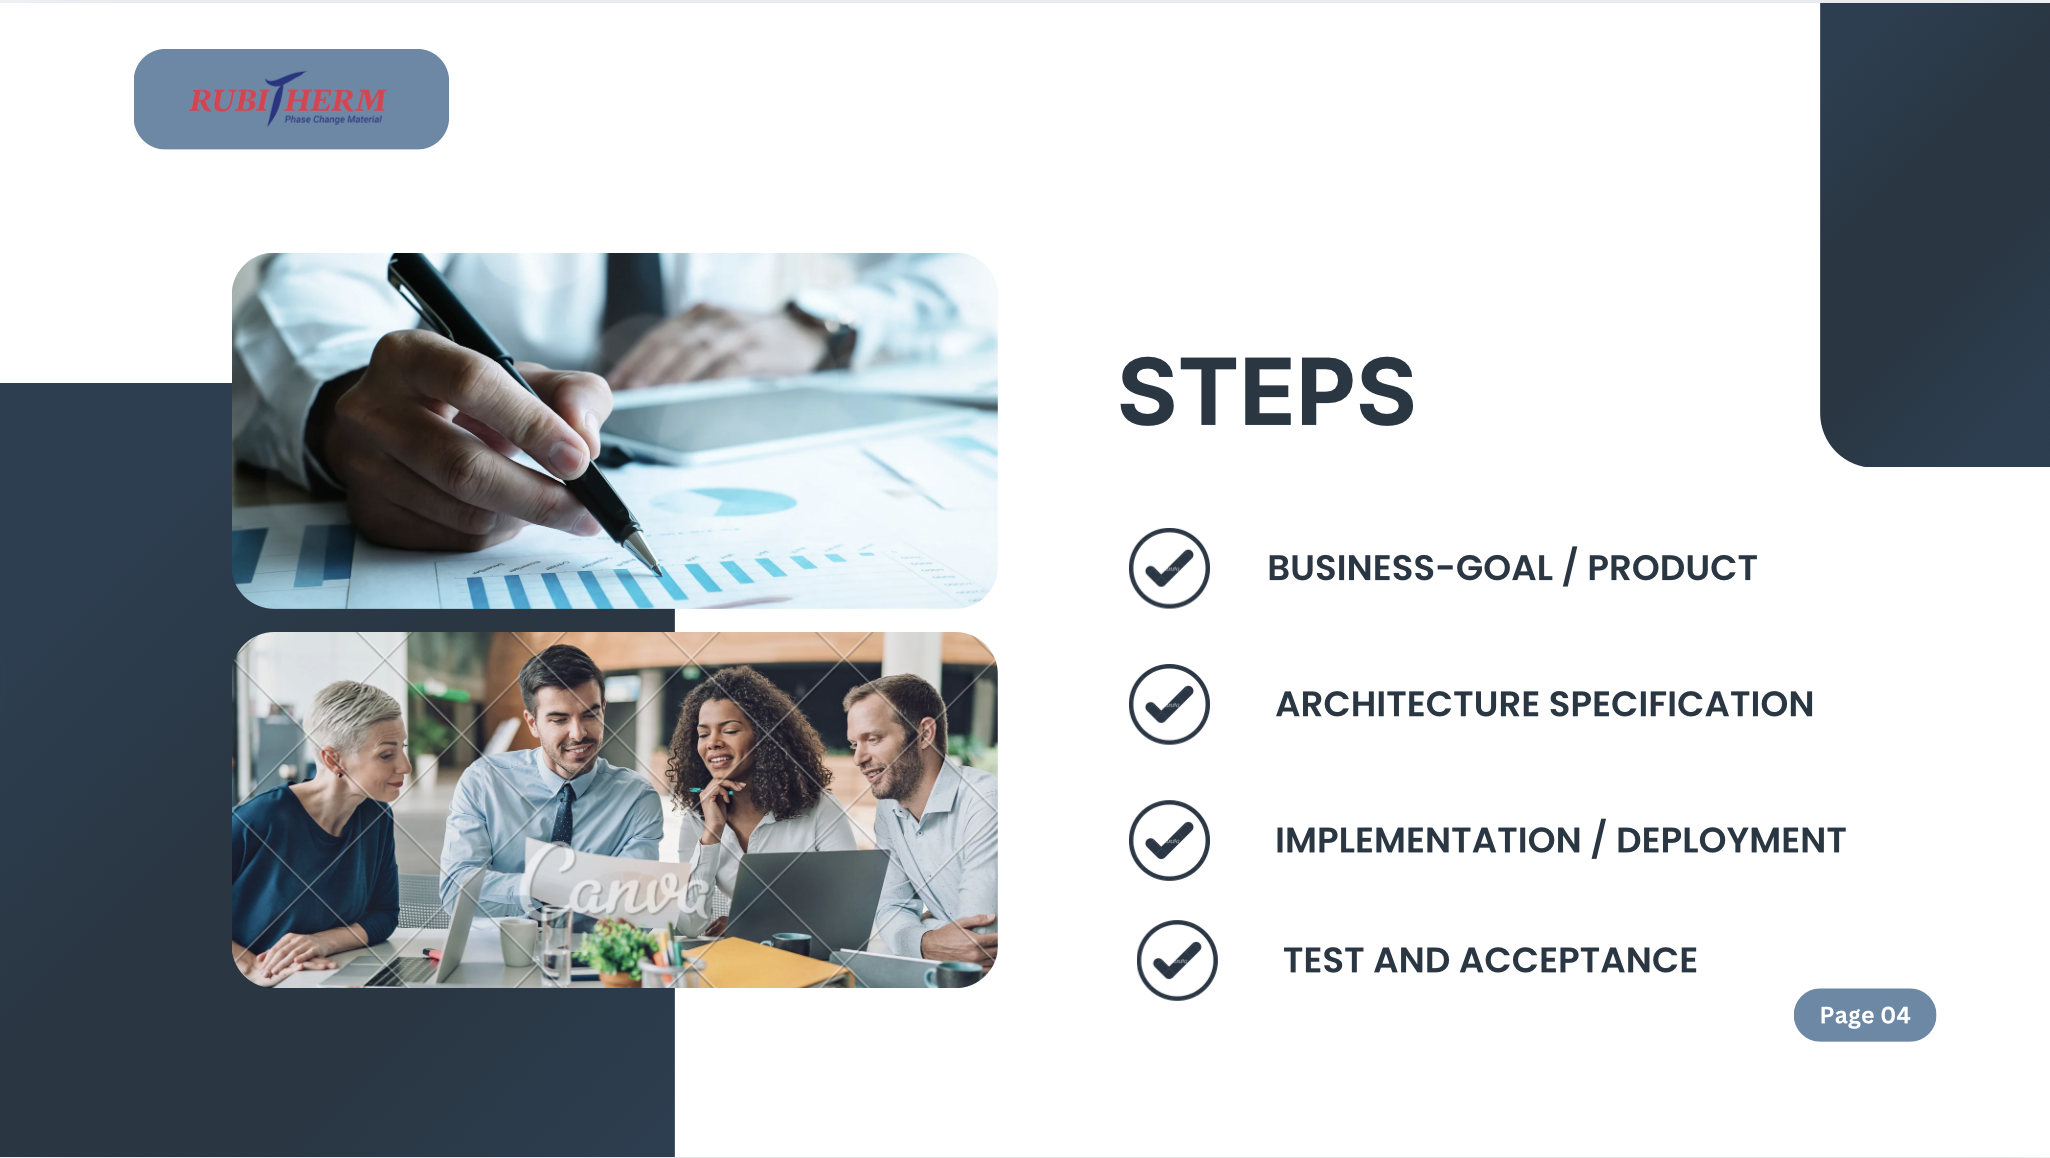 RUBITHERM
Phase Change Material
STEPS
BUSINESS-GOAL / PRODUCT
ARCHITECTURE SPECIFICATION
IMPLEMENTATION / DEPLOYMENT
Canva
TEST AND ACCEPTANCE
Page 04